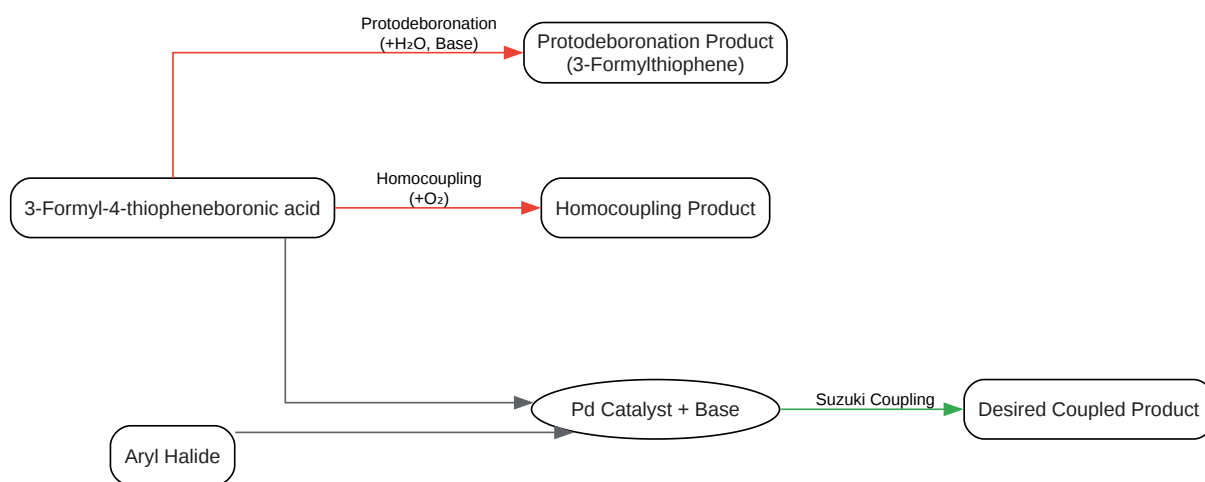 Protodeboronation
(+H₂O, Base)
Protodeboronation Product
(3-Formylthiophene)
3-Formyl-4-thiopheneboronic acid
Homocoupling
(+O₂)
Homocoupling Product
Pd Catalyst + Base
Suzuki Coupling
Desired Coupled Product
Aryl Halide